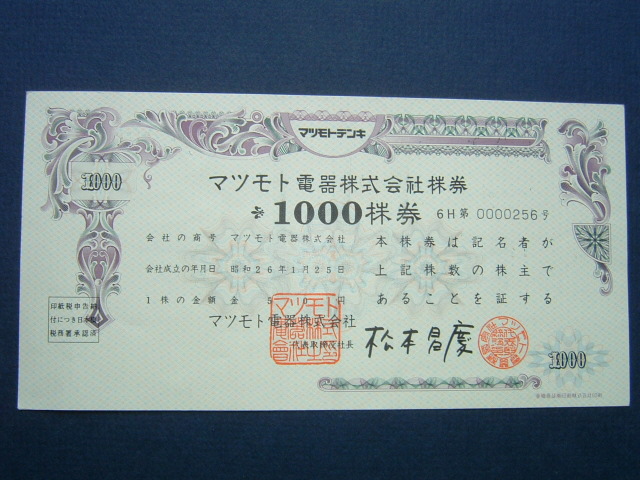 マツモトデンキ
1000
マツモト電器株式会社株券
1000株券 6H第 0000256号
会社の商号 マツモト電器株式会社
会社成立の年月日 昭和26年1月25日
1株の金額 金 50円
本株券は記名者が
上記株数の株主で
あることを証する
マツモト電器株式会社
代表取締役社長 松本昌慶
印紙税申告納
付につき日本橋
税務署承認済
1000